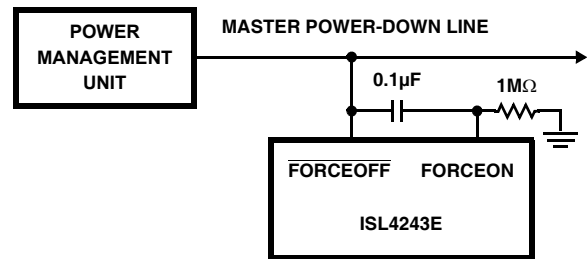 POWER
MANAGEMENT
UNIT
MASTER POWER-DOWN LINE
0.1µF
1MΩ
FORCEOFF FORCEON
ISL4243E